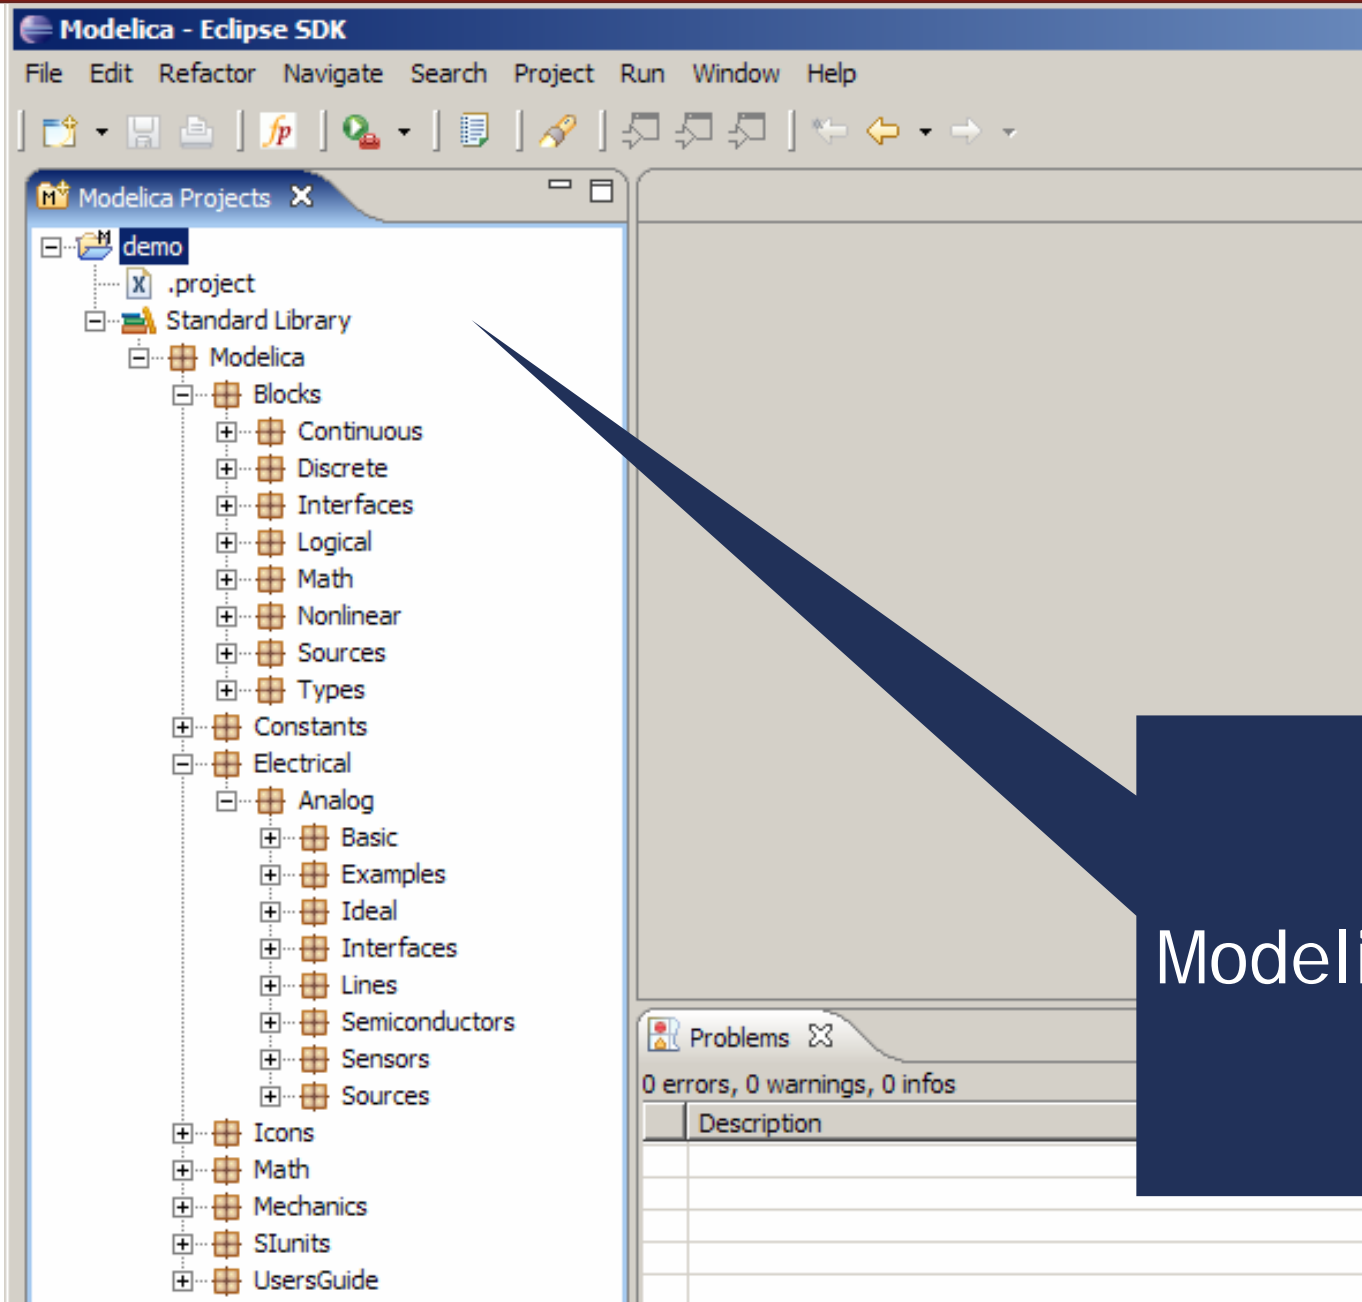 Modelica - Eclipse SDK
File Edit Refactor Navigate Search Project Run Window Help
Modelica Projects
demo
.project
Standard Library
Modelica
Blocks
Continuous
Discrete
Interfaces
Logical
Math
Nonlinear
Sources
Types
Constants
Electrical
Analog
Basic
Examples
Ideal
Interfaces
Lines
Semiconductors
Sensors
Sources
Icons
Math
Mechanics
SIunits
UsersGuide
Modeli
Problems
0 errors, 0 warnings, 0 infos
Description